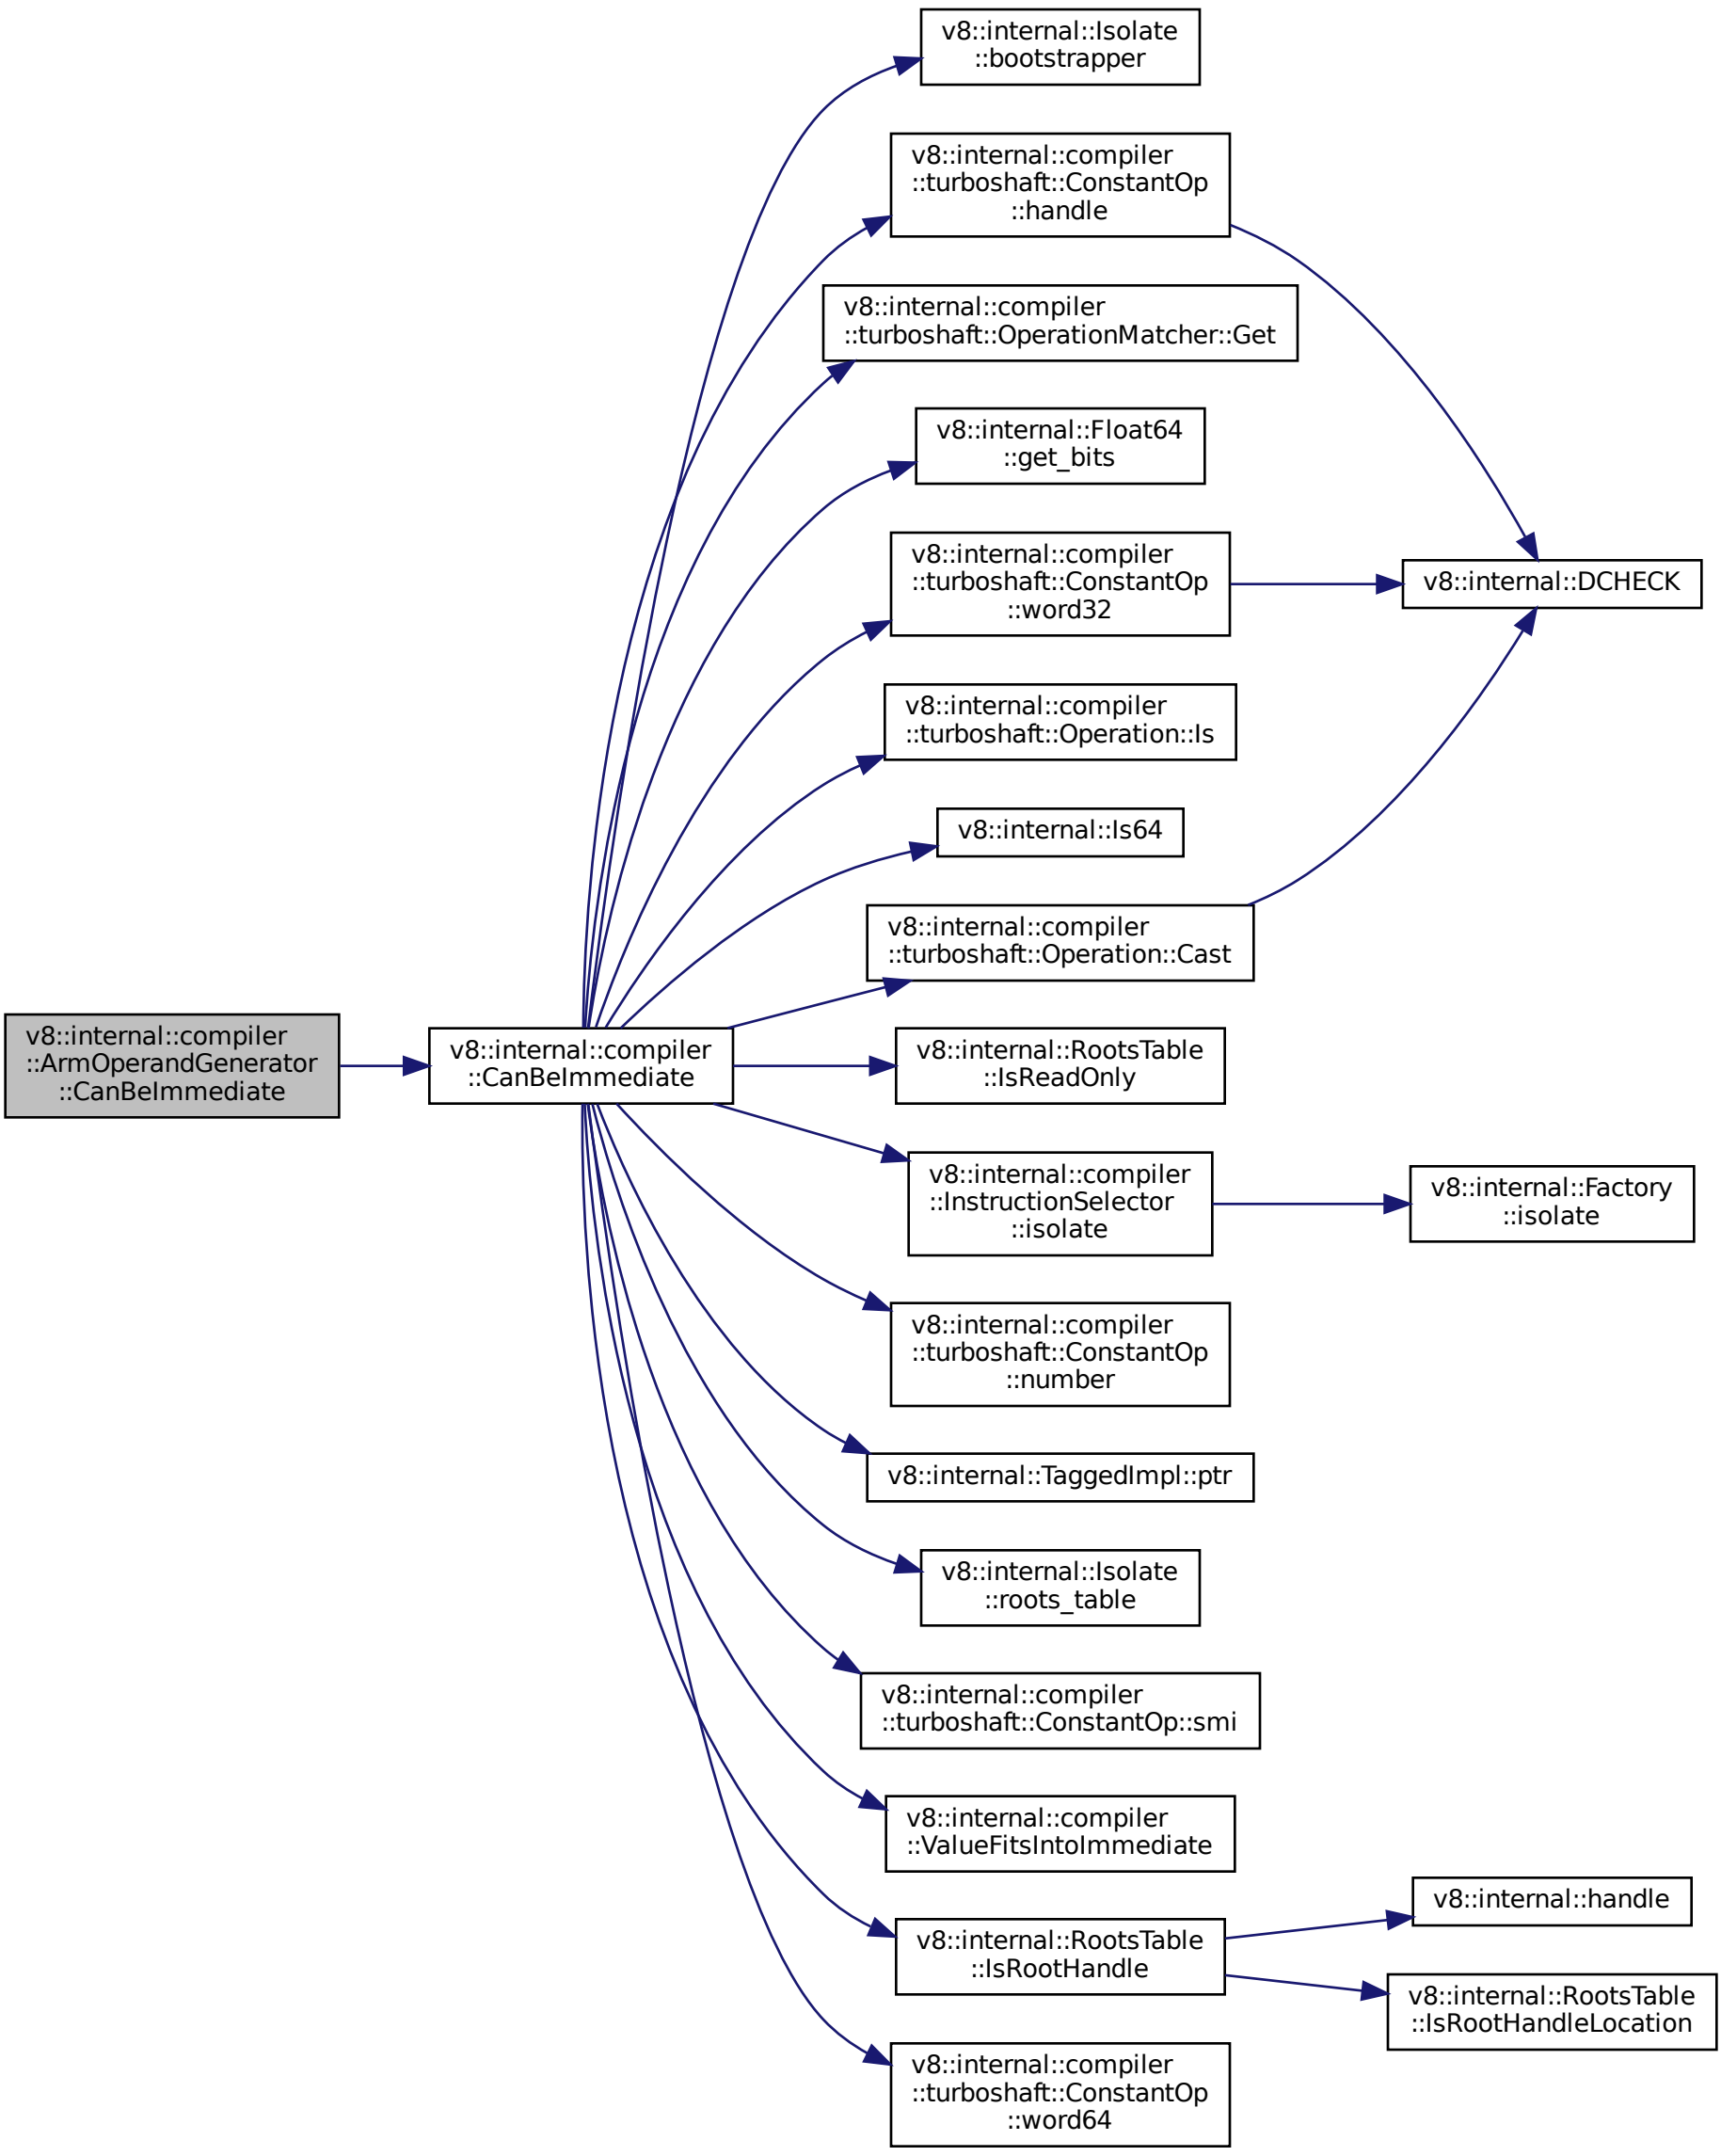 v8::internal::Isolate
::bootstrapper
v8::internal::compiler
::turboshaft::ConstantOp
::handle
v8::internal::compiler
::turboshaft::OperationMatcher::Get
v8::internal::Float64
::get_bits
v8::internal::compiler
::turboshaft::ConstantOp
::word32
v8::internal::DCHECK
v8::internal::compiler
::turboshaft::Operation::Is
v8::internal::Is64
v8::internal::compiler
::turboshaft::Operation::Cast
v8::internal::compiler
::ArmOperandGenerator
::CanBeImmediate
v8::internal::compiler
::CanBeImmediate
v8::internal::RootsTable
::IsReadOnly
v8::internal::compiler
::InstructionSelector
::isolate
v8::internal::Factory
::isolate
v8::internal::compiler
::turboshaft::ConstantOp
::number
v8::internal::TaggedImpl::ptr
v8::internal::Isolate
::roots_table
v8::internal::compiler
::turboshaft::ConstantOp::smi
v8::internal::compiler
::ValueFitsIntoImmediate
v8::internal::RootsTable
::IsRootHandle
v8::internal::handle
v8::internal::RootsTable
::IsRootHandleLocation
v8::internal::compiler
::turboshaft::ConstantOp
::word64